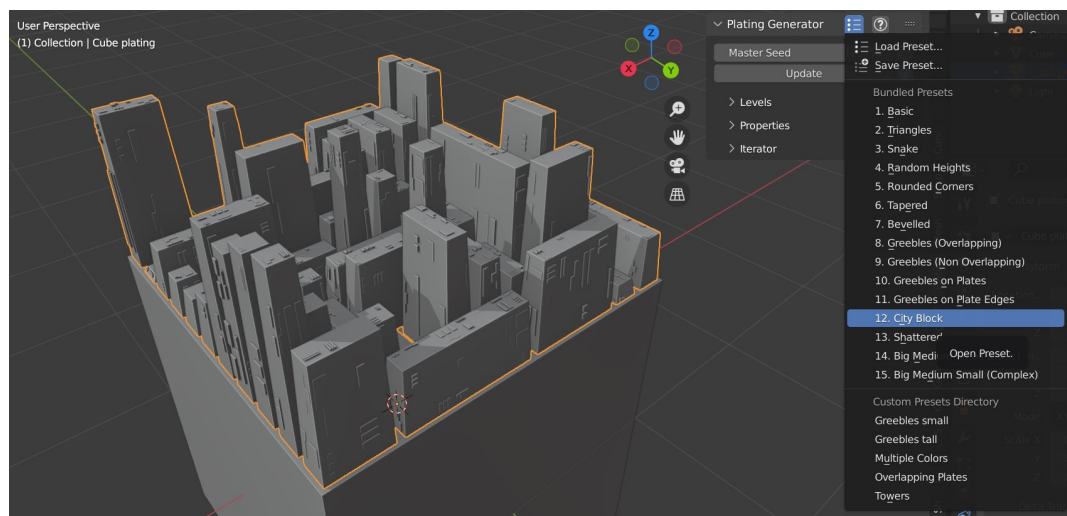 User Perspective
(1) Collection | Cube plating
Z
X
Y
Plating Generator
Master Seed
Update
Levels
Properties
Iterator
Collection
Load Preset...
Save Preset...
Bundled Presets
1. Basic
2. Triangles
3. Snake
4. Random Heights
5. Rounded Corners
6. Tapered
7. Bevelled
8. Greebles (Overlapping)
9. Greebles (Non Overlapping)
10. Greebles on Plates
11. Greebles on Plate Edges
12. City Block
13. Shattered
14. Big Medi
Open Preset.
15. Big Medium Small (Complex)
Custom Presets Directory
Greebles small
Greebles tall
Multiple Colors
Overlapping Plates
Towers